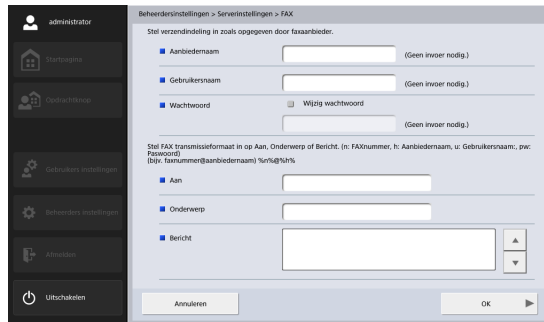 administrator
Startpagina
Opdrachtknop
Gebruikers instellingen
Beheerders instellingen
Afmelden
Uitschakelen
Beheerdersinstellingen > Serverinstellingen > FAX
Stel verzendindeling in zoals opgegeven door faxaanbieder.
Aanbiedernaam
(Geen invoer nodig.)
Gebruikersnaam
(Geen invoer nodig.)
Wachtwoord
Wijzig wachtwoord
(Geen invoer nodig.)
Stel FAX transmissieformaat in op Aan, Onderwerp of Bericht. (n: FAXnummer, h: Aanbiedernaam, u: Gebruikersnaam:, pw:
Paswoord)
(bijv. faxnummer@aanbiedernaam) %n%@%h%
Aan
Onderwerp
Bericht
Annuleren
OK